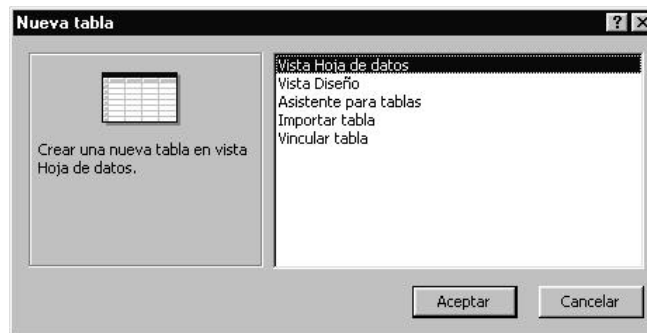 Nueva tabla
Crear una nueva tabla en vista
Hoja de datos.
Vista Hoja de datos
Vista Diseño
Asistente para tablas
Importar tabla
Vincular tabla
Aceptar
Cancelar